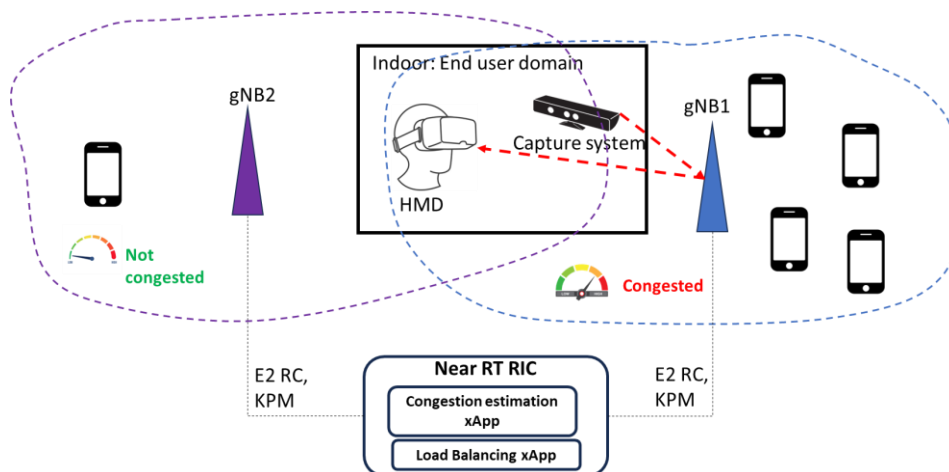 Indoor: End user domain
gNB2
gNB1
Capture system
HMD
Not
congested
Congested
Near RT RIC
E2 RC,
KPM
E2 RC,
KPM
Congestion estimation
xApp
Load Balancing xApp